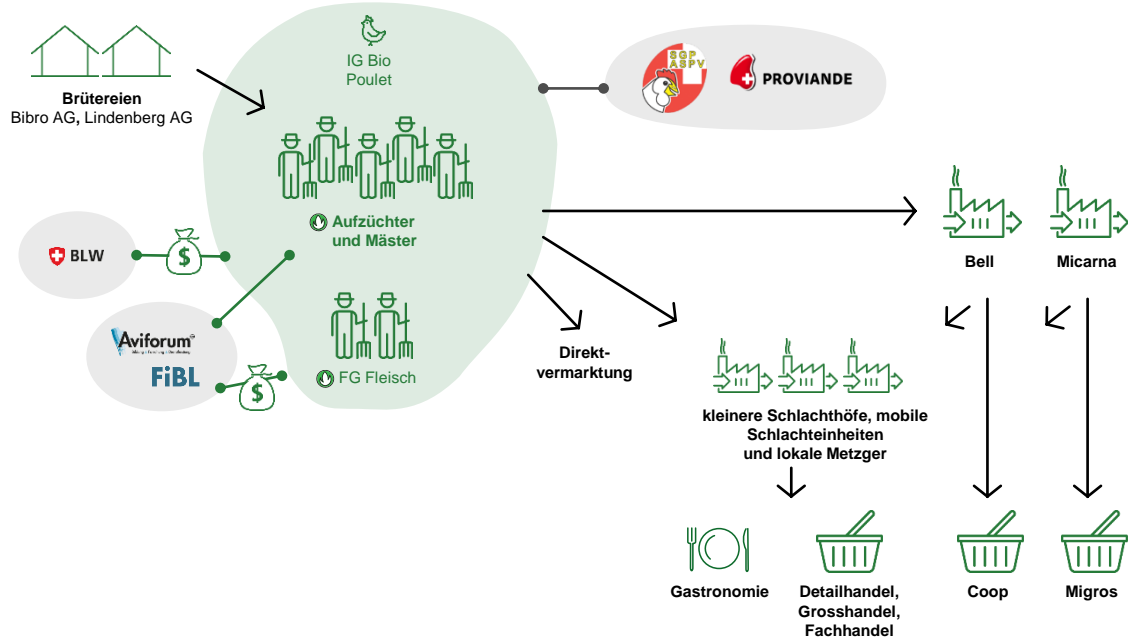 Brütereien
Bibro AG, Lindenberg AG
IG Bio
Poulet
SGP
ASPV
PROVIANDE
Aufzüchter
und Mäster
BLW
$
Aviforum
FiBL
$
FG Fleisch
Direkt-
vermarktung
Bell
Micarna
kleinere Schlachthöfe, mobile
Schlachteinheiten
und lokale Metzger
Gastronomie
Detailhandel,
Grosshandel,
Fachhandel
Coop
Migros